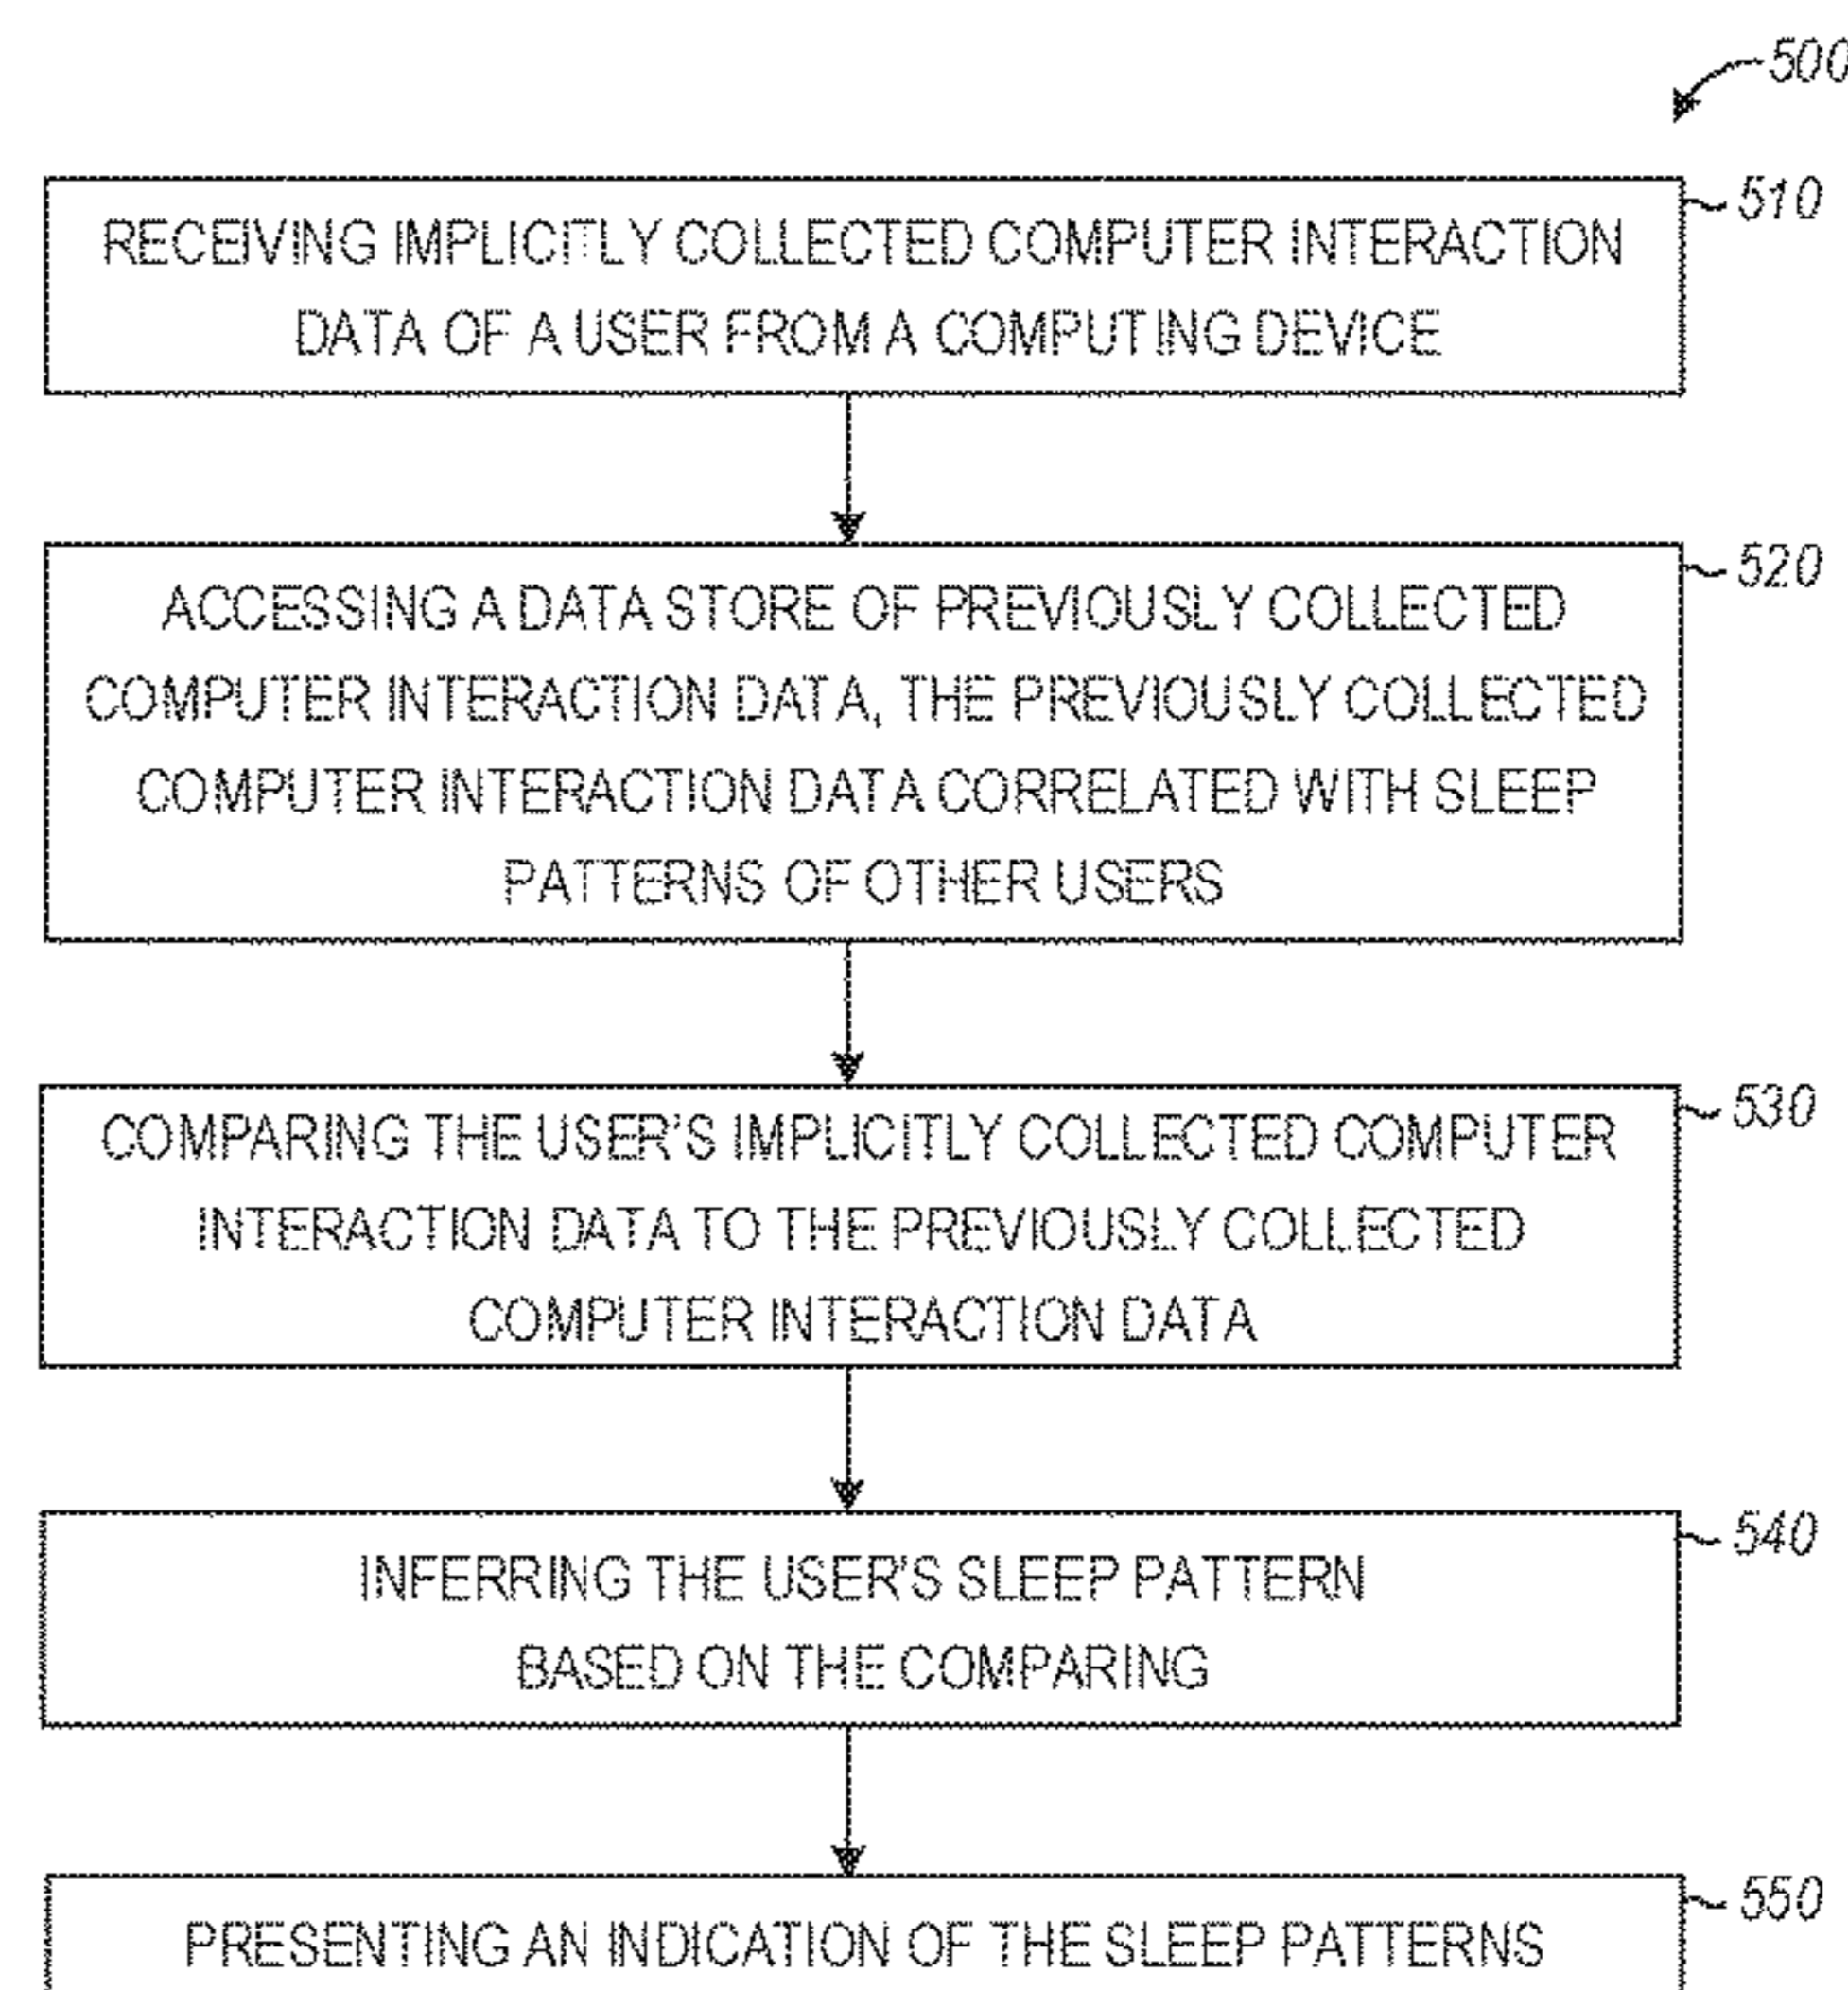 500
510
RECEIVING IMPLICITLY COLLECTED COMPUTER INTERACTION
DATA OF A USER FROM A COMPUTING DEVICE
520
ACCESSING A DATA STORE OF PREVIOUSLY COLLECTED
COMPUTER INTERACTION DATA, THE PREVIOUSLY COLLECTED
COMPUTER INTERACTION DATA CORRELATED WITH SLEEP
PATTERNS OF OTHER USERS
530
COMPARING THE USER'S IMPLICITLY COLLECTED COMPUTER
INTERACTION DATA TO THE PREVIOUSLY COLLECTED
COMPUTER INTERACTION DATA
540
INFERRING THE USER'S SLEEP PATTERN
BASED ON THE COMPARING
550
PRESENTING AN INDICATION OF THE SLEEP PATTERNS